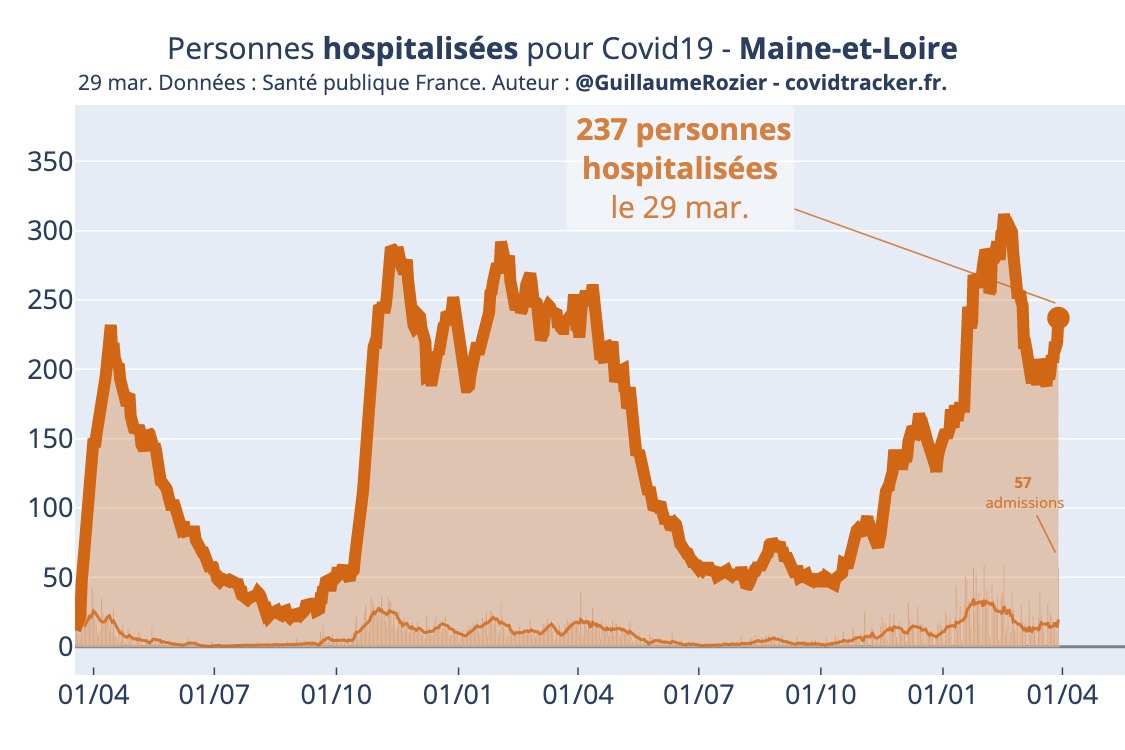 Personnes hospitalisées pour Covid19 - Maine-et-Loire
29 mar. Données : Santé publique France. Auteur : @GuillaumeRozier - covidtracker.fr.
237 personnes
hospitalisées
le 29 mar.
350
300
250
200
150
100
50
0
57
admissions
01/04 01/07 01/10 01/01 01/04 01/07 01/10 01/01 01/04